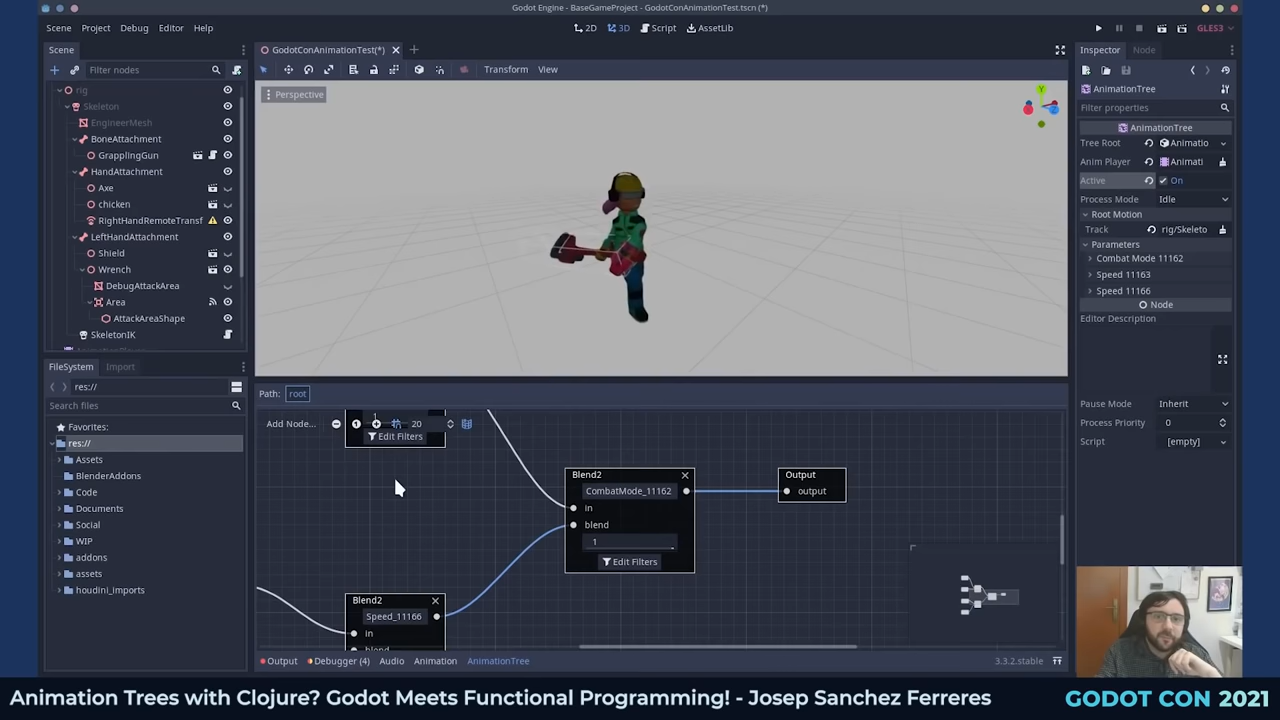 Godot Engine - BaseGameProject - GodotConAnimationTest.tscn (*)
Scene Project Debug Editor Help
2D 3D Script AssetLib
GLES3
Scene
GodotConAnimationTest(*)
Inspector Node
Filter nodes
Transform View
rig
Skeleton
EngineerMesh
BoneAttachment
GrapplingGun
HandAttachment
Axe
chicken
RightHandRemoteTransf
LeftHandAttachment
Shield
Wrench
DebugAttackArea
Area
AttackAreaShape
SkeletonIK
Perspective
Y
AnimationTree
Filter properties
AnimationTree
Tree Root Animatio
Anim Player Animati
Active On
Process Mode Idle
Root Motion
Track rig/Skeleto
Parameters
Combat Mode 11162
Speed 11163
Speed 11166
Node
Editor Description
Pause Mode Inherit
Process Priority 0
Script [empty]
FileSystem Import
res://
Search files
Favorites:
res://
Assets
BlenderAddons
Code
Documents
Social
WIP
addons
assets
houdini_imports
Path: root
Add Node... 20
1
Edit Filters
Blend2
CombatMode_11162
in
blend
1
Edit Filters
Output
output
Blend2
Speed_11166
in
blend
Output Debugger (4) Audio Animation AnimationTree
3.3.2.stable
Animation Trees with Clojure? Godot Meets Functional Programming! - Josep Sanchez Ferreres
GODOT CON 2021